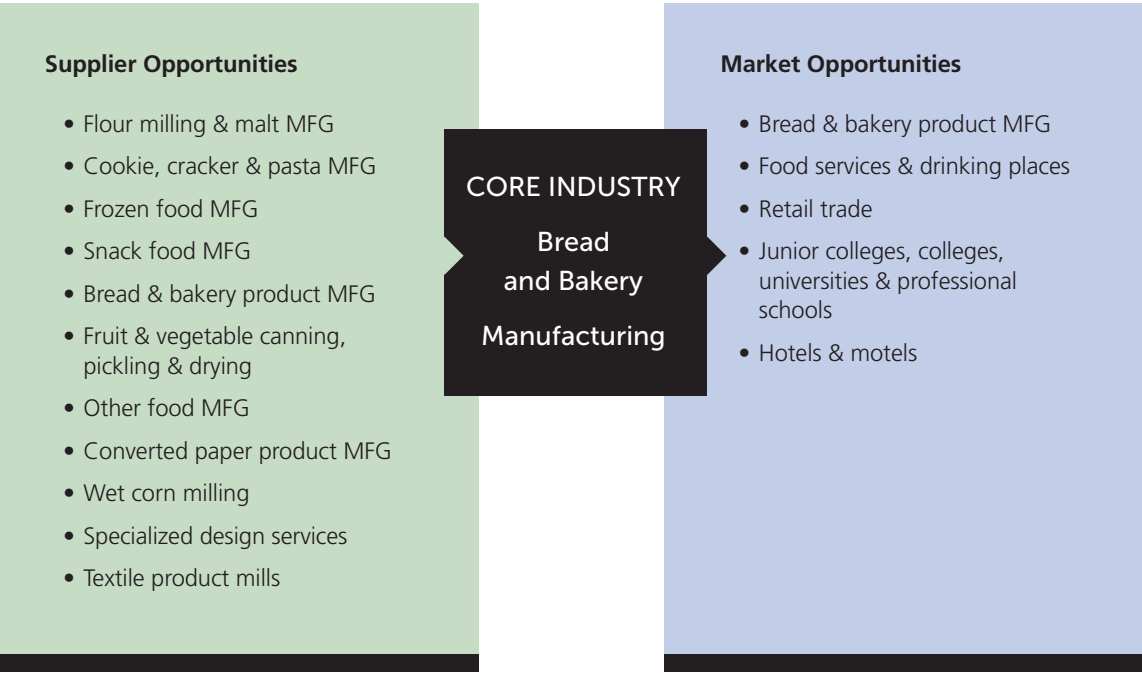 Supplier Opportunities
• Flour milling & malt MFG
• Cookie, cracker & pasta MFG
• Frozen food MFG
• Snack food MFG
• Bread & bakery product MFG
• Fruit & vegetable canning,
pickling & drying
• Other food MFG
• Converted paper product MFG
• Wet corn milling
• Specialized design services
• Textile product mills
CORE INDUSTRY
Bread
and Bakery
Manufacturing
Market Opportunities
• Bread & bakery product MFG
• Food services & drinking places
• Retail trade
• Junior colleges, colleges,
universities & professional
schools
• Hotels & motels